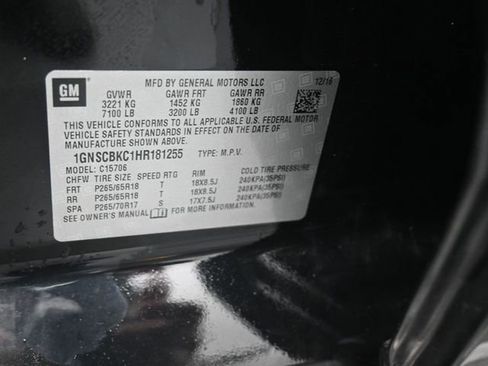 GM
MFD BY GENERAL MOTORS LLC 12/16
GVWR GAWR FRT GAWR RR
3221 KG 1452 KG 1860 KG
7100 LB 3200 LB 4100 LB
THIS VEHICLE CONFORMS TO ALL APPLICABLE U.S. FEDERAL MOTOR
VEHICLE SAFETY STANDARDS IN EFFECT ON THE DATE OF
MANUFACTURE SHOWN ABOVE.
1GNSCBKC1HR181255 TYPE: M.P.V.
MODEL: C15706
CHFW TIRE SIZE SPEED RTG RIM COLD TIRE PRESSURE
FRT P265/65R18 T 18X8.5J 240KPA(35PSI)
RR P265/65R18 T 18X8.5J 240KPA(35PSI)
SPA P265/70R17 S 17X7.5J 240KPA(35PSI)
SEE OWNER'S MANUAL FOR MORE INFORMATION.